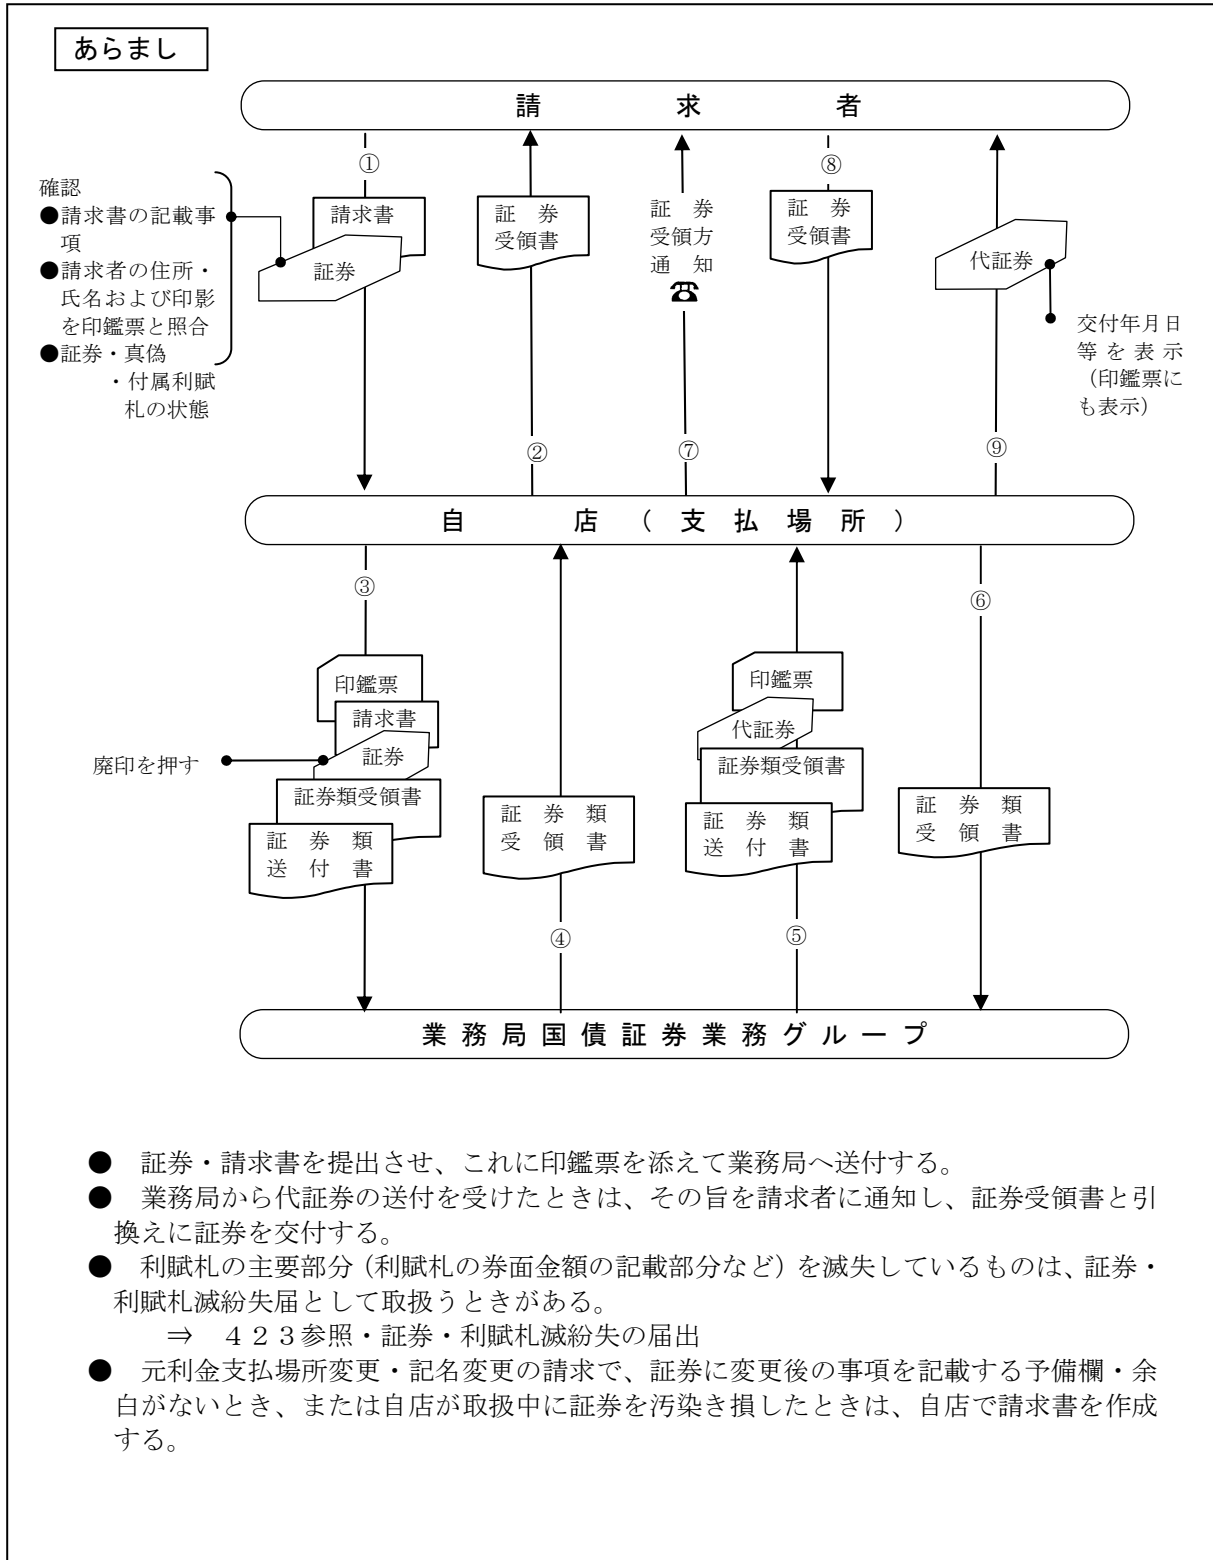 あらまし
請求者
①
確認
●請求書の記載事
項
●請求者の住所・
氏名および印影
を印鑑票と照合
●証券・真偽
・付属利賦
札の状態
請求書
証券
証券
受領書
②
証券
受領方
通知
☎
⑦
⑧
証券
受領書
代証券
⑨
交付年月日
等を表示
（印鑑票に
も表示）
自店（支払場所）
③
印鑑票
請求書
証券
廃印を押す
証券類受領書
証券類
送付書
証券類
受領書
④
印鑑票
代証券
証券類受領書
証券類
送付書
⑤
⑥
証券類
受領書
業務局国債証券業務グループ
●　証券・請求書を提出させ、これに印鑑票を添えて業務局へ送付する。
●　業務局から代証券の送付を受けたときは、その旨を請求者に通知し、証券受領書と引
換えに証券を交付する。
●　利賦札の主要部分（利賦札の券面金額の記載部分など）を滅失しているものは、証券・
利賦札滅紛失届として取扱うときがある。
⇒　４２３参照・証券・利賦札滅紛失の届出
●　元利金支払場所変更・記名変更の請求で、証券に変更後の事項を記載する予備欄・余
白がないとき、または自店が取扱中に証券を汚染き損したときは、自店で請求書を作成
する。